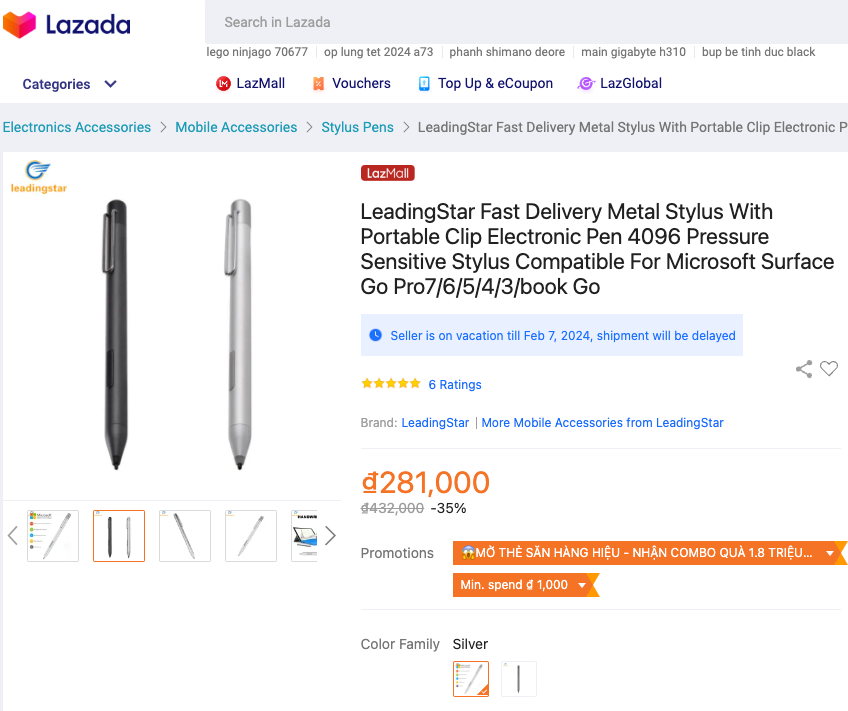 Lazada
Search in Lazada
lego ninjago 70677 op lung tet 2024 a73 phanh shimano deore main gigabyte h310 bup be tinh duc black
Categories LazMall Vouchers Top Up & eCoupon LazGlobal
Electronics Accessories > Mobile Accessories > Stylus Pens > LeadingStar Fast Delivery Metal Stylus With Portable Clip Electronic P
leadingstar
LazMall
LeadingStar Fast Delivery Metal Stylus With
Portable Clip Electronic Pen 4096 Pressure
Sensitive Stylus Compatible For Microsoft Surface
Go Pro7/6/5/4/3/book Go
Seller is on vacation till Feb 7, 2024, shipment will be delayed
6 Ratings
Brand: LeadingStar | More Mobile Accessories from LeadingStar
₫281,000
₫432,000 -35%
Promotions 😱MỞ THẺ SĂN HÀNG HIỆU - NHẬN COMBO QUÀ 1.8 TRIỆU...
Min. spend ₫ 1,000
Color Family Silver